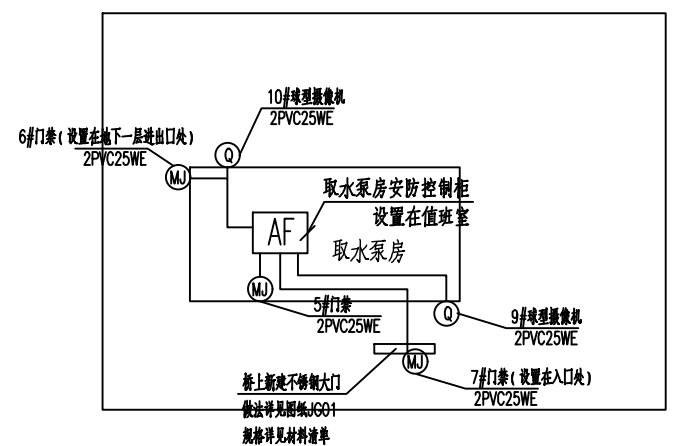 10#球型摄像机
2PVC25WE
6#门禁(设置在地下一层进出口处)
2PVC25WE
Q
MJ
取水泵房安防控制柜
设置在值班室
AF
取水泵房
MJ
5#门禁
2PVC25WE
Q
9#球型摄像机
2PVC25WE
MJ
7#门禁(设置在入口处)
2PVC25WE
桥上新建不锈钢大门
做法详见图纸JG01
规格详见材料清单